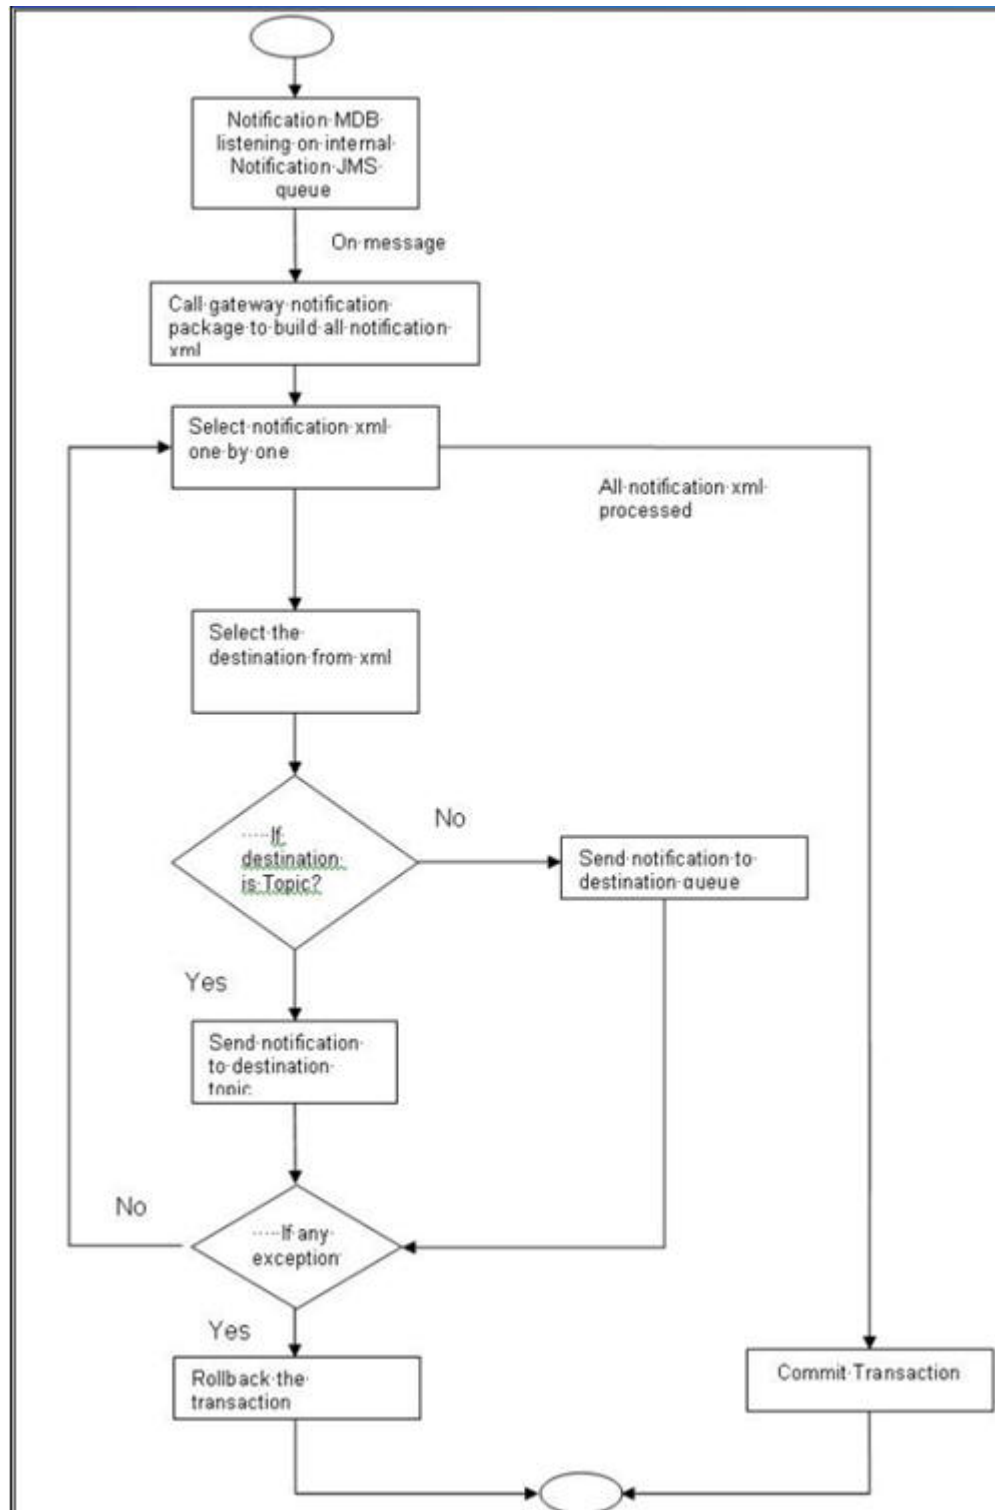 Notification MDB
listening on internal
Notification JMS
queue
On message
Call gateway notification
package to build all notification
xml
Select notification xml
one by one
All notification xml
processed
Select the
destination from xml
If
destination
is Topic?
No
Send notification to
destination queue
Yes
Send notification
to destination
topic
No
If any
exception
Yes
Rollback the
transaction
Commit Transaction